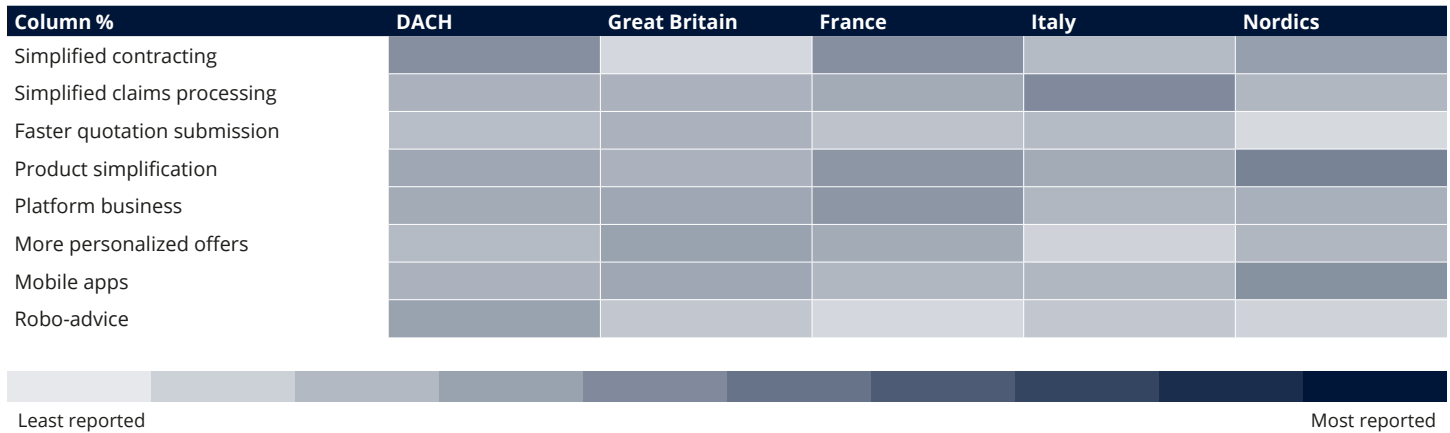 Column % DACH Great Britain France Italy Nordics
Simplified contracting
Simplified claims processing
Faster quotation submission
Product simplification
Platform business
More personalized offers
Mobile apps
Robo-advice
Least reported Most reported